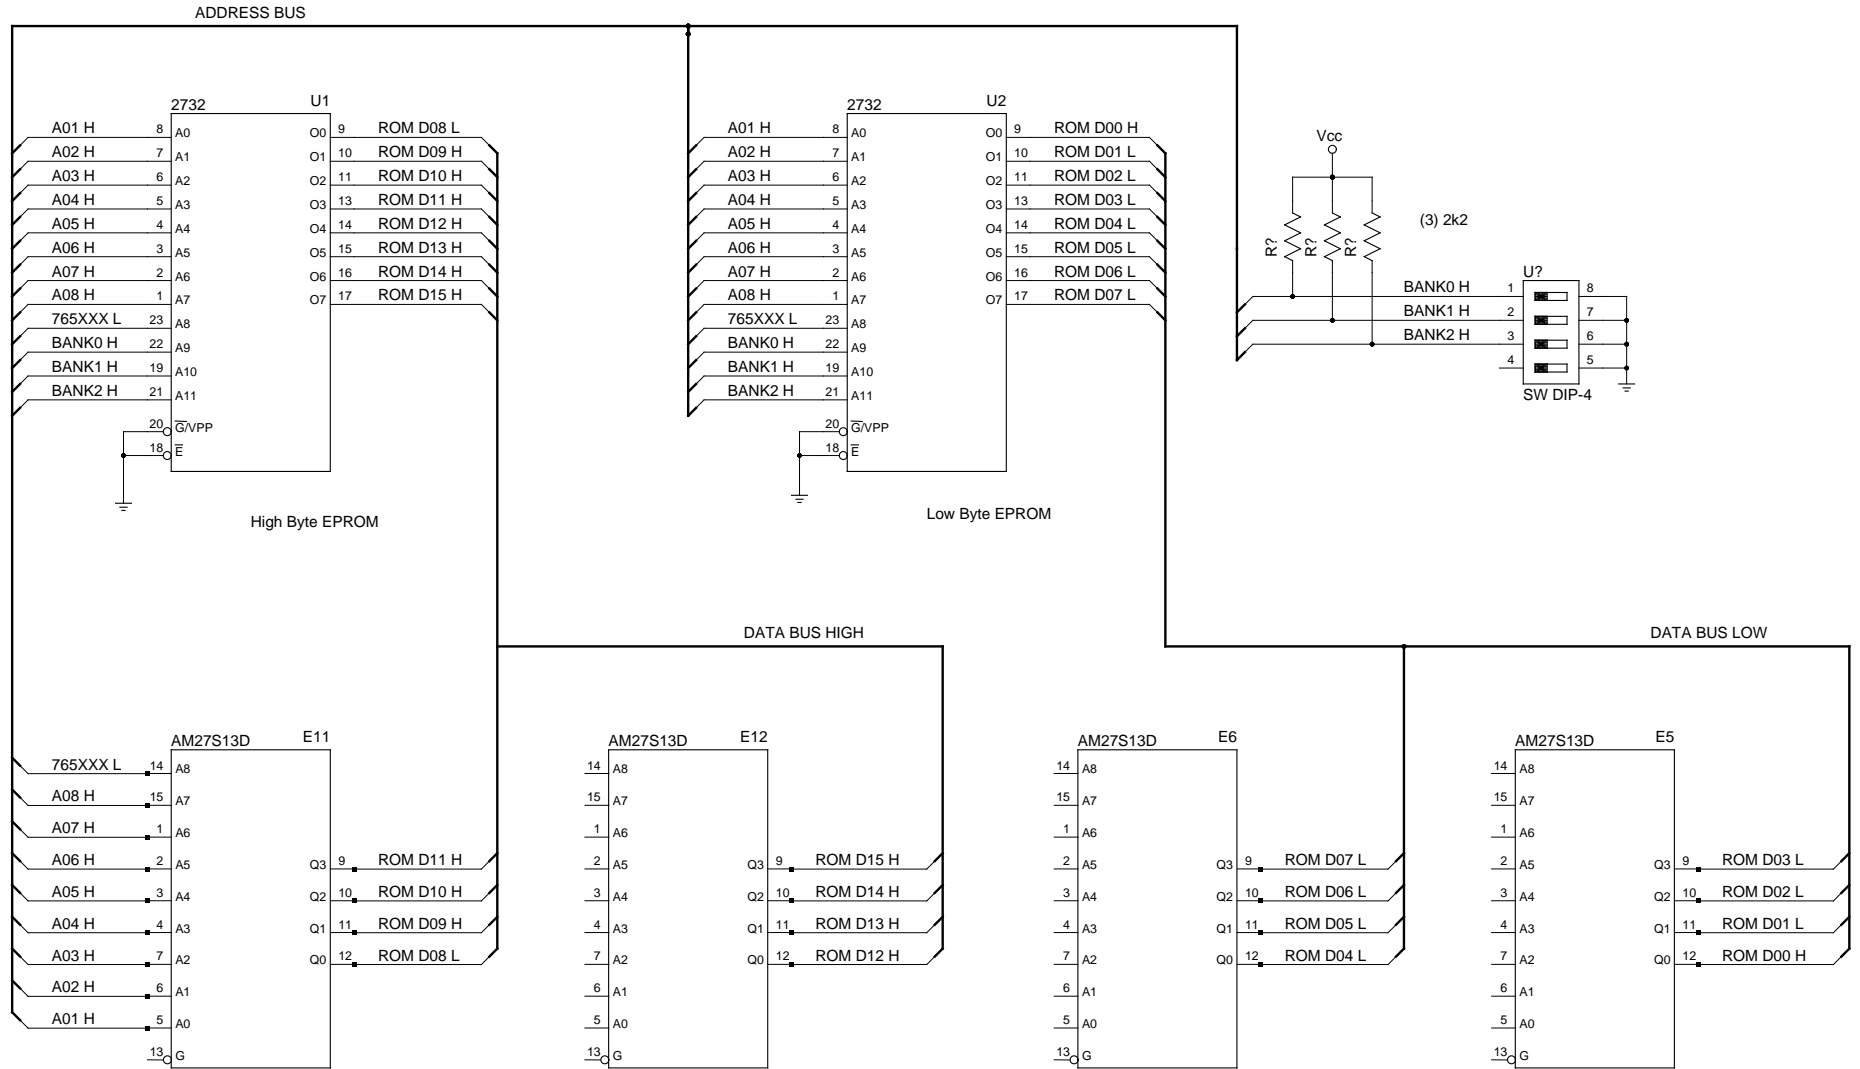 ADDRESS BUS
2732 U1
A01 H 8 A0 O0 9 ROM D08 L
A02 H 7 A1 O1 10 ROM D09 H
A03 H 6 A2 O2 11 ROM D10 H
A04 H 5 A3 O3 13 ROM D11 H
A05 H 4 A4 O4 14 ROM D12 H
A06 H 3 A5 O5 15 ROM D13 H
A07 H 2 A6 O6 16 ROM D14 H
A08 H 1 A7 O7 17 ROM D15 H
765XXX L 23 A8
BANK0 H 22 A9
BANK1 H 19 A10
BANK2 H 21 A11
20 G/VPP
18 E
High Byte EPROM
2732 U2
A01 H 8 A0 O0 9 ROM D00 H
A02 H 7 A1 O1 10 ROM D01 L
A03 H 6 A2 O2 11 ROM D02 L
A04 H 5 A3 O3 13 ROM D03 L
A05 H 4 A4 O4 14 ROM D04 L
A06 H 3 A5 O5 15 ROM D05 L
A07 H 2 A6 O6 16 ROM D06 L
A08 H 1 A7 O7 17 ROM D07 L
765XXX L 23 A8
BANK0 H 22 A9
BANK1 H 19 A10
BANK2 H 21 A11
20 G/VPP
18 E
Low Byte EPROM
Vcc
R? R? R? (3) 2k2
U?
BANK0 H 1 8
BANK1 H 2 7
BANK2 H 3 6
4 5
SW DIP-4
DATA BUS HIGH
DATA BUS LOW
AM27S13D E11
765XXX L 14 A8
A08 H 15 A7
A07 H 1 A6
A06 H 2 A5 Q3 9 ROM D11 H
A05 H 3 A4 Q2 10 ROM D10 H
A04 H 4 A3 Q1 11 ROM D09 H
A03 H 7 A2 Q0 12 ROM D08 L
A02 H 6 A1
A01 H 5 A0
13 G
AM27S13D E12
14 A8
15 A7
1 A6
2 A5 Q3 9 ROM D15 H
3 A4 Q2 10 ROM D14 H
4 A3 Q1 11 ROM D13 H
7 A2 Q0 12 ROM D12 H
6 A1
5 A0
13 G
AM27S13D E6
14 A8
15 A7
1 A6
2 A5 Q3 9 ROM D07 L
3 A4 Q2 10 ROM D06 L
4 A3 Q1 11 ROM D05 L
7 A2 Q0 12 ROM D04 L
6 A1
5 A0
13 G
AM27S13D E5
14 A8
15 A7
1 A6
2 A5 Q3 9 ROM D03 L
3 A4 Q2 10 ROM D02 L
4 A3 Q1 11 ROM D01 L
7 A2 Q0 12 ROM D00 H
6 A1
5 A0
13 G